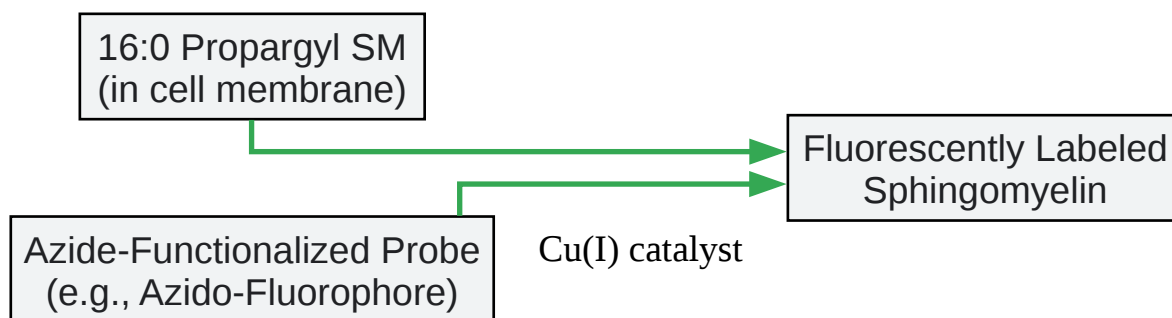 16:0 Propargyl SM
(in cell membrane)
Fluorescently Labeled
Sphingomyelin
Azide-Functionalized Probe
(e.g., Azido-Fluorophore)
Cu(I) catalyst